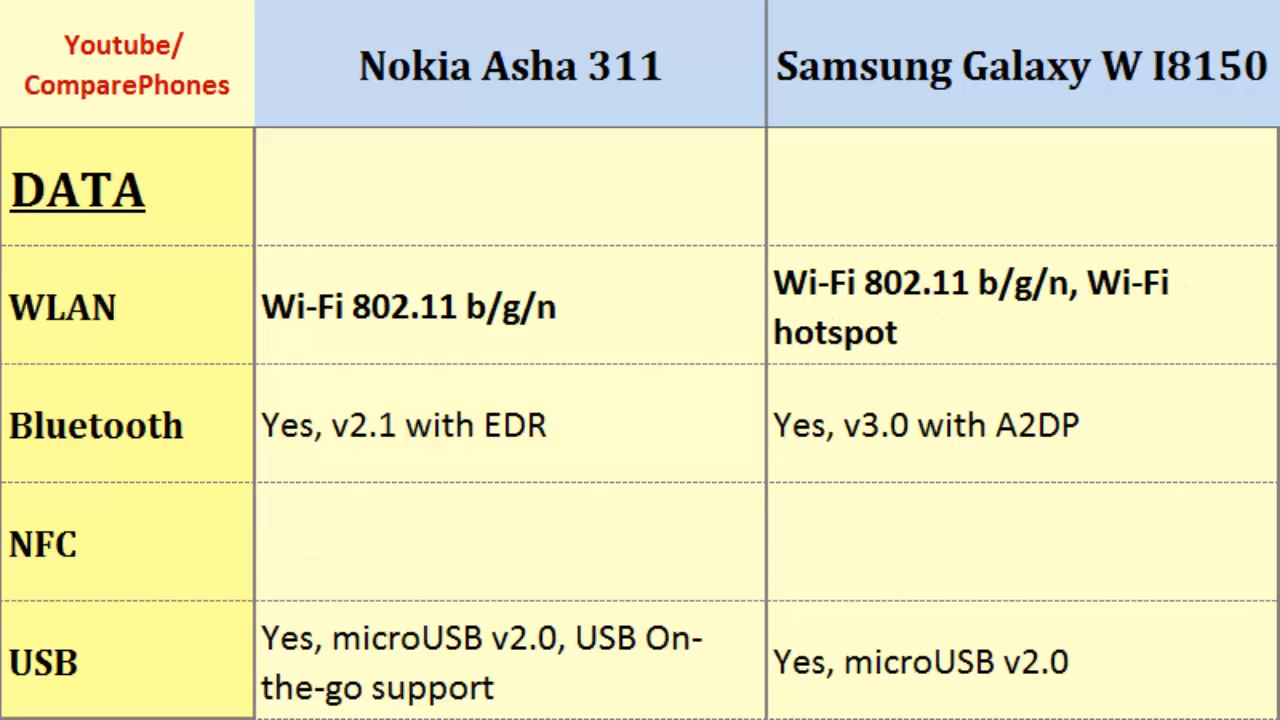 Youtube/
ComparePhones
Nokia Asha 311
Samsung Galaxy W I8150
DATA
WLAN
Wi-Fi 802.11 b/g/n
Wi-Fi 802.11 b/g/n, Wi-Fi
hotspot
Bluetooth
Yes, v2.1 with EDR
Yes, v3.0 with A2DP
NFC
USB
Yes, microUSB v2.0, USB On-
the-go support
Yes, microUSB v2.0